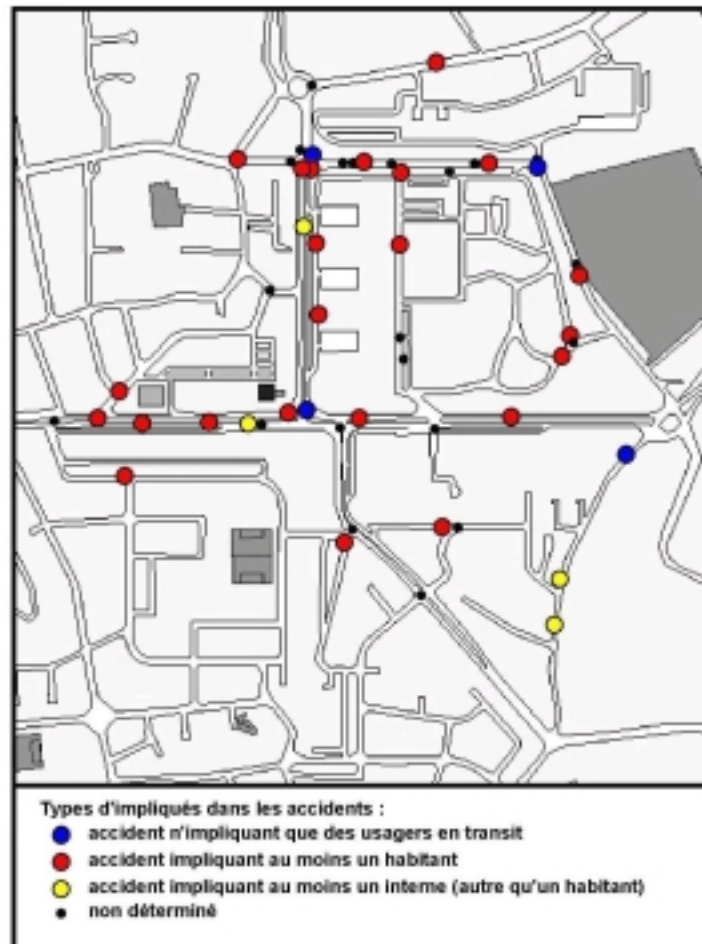 Types d'impliqués dans les accidents :
accident n'impliquant que des usagers en transit
accident impliquant au moins un habitant
accident impliquant au moins un interne (autre qu'un habitant)
non déterminé